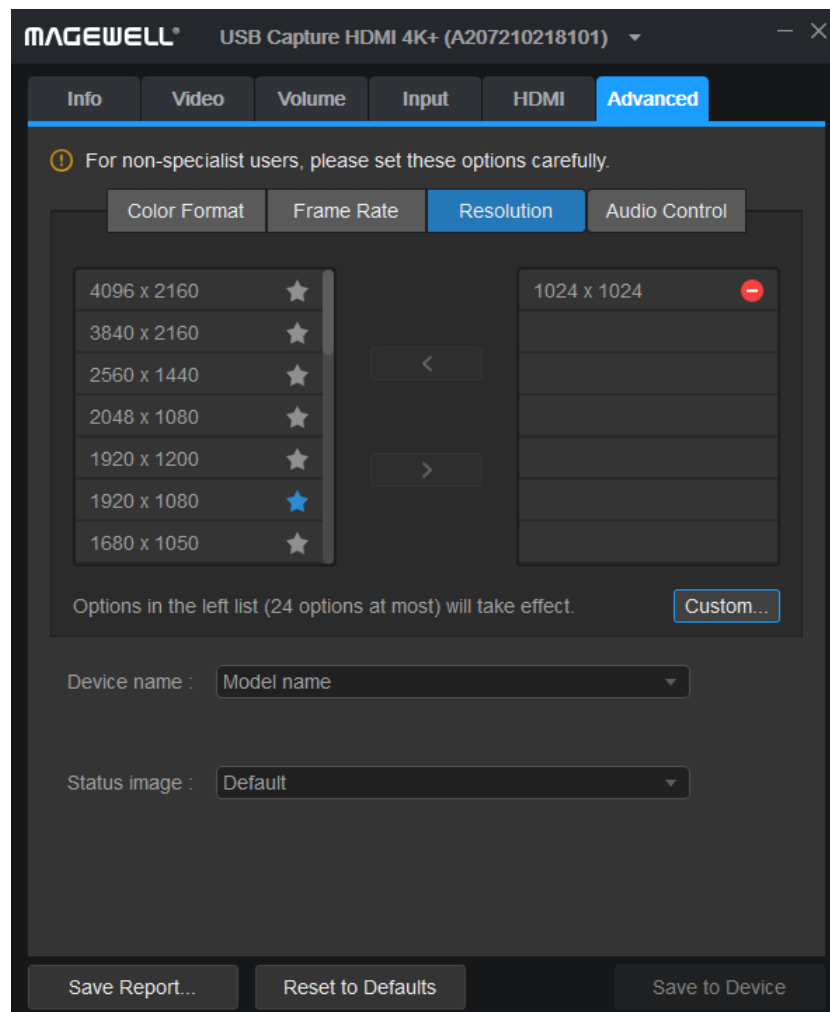 MAGEWELL® USB Capture HDMI 4K+ (A207210218101)
Info Video Volume Input HDMI Advanced
For non-specialist users, please set these options carefully.
Color Format Frame Rate Resolution Audio Control
4096 x 2160 1024 x 1024
3840 x 2160
2560 x 1440
2048 x 1080
1920 x 1200
1920 x 1080
1680 x 1050
Options in the left list (24 options at most) will take effect. Custom...
Device name : Model name
Status image : Default
Save Report... Reset to Defaults Save to Device